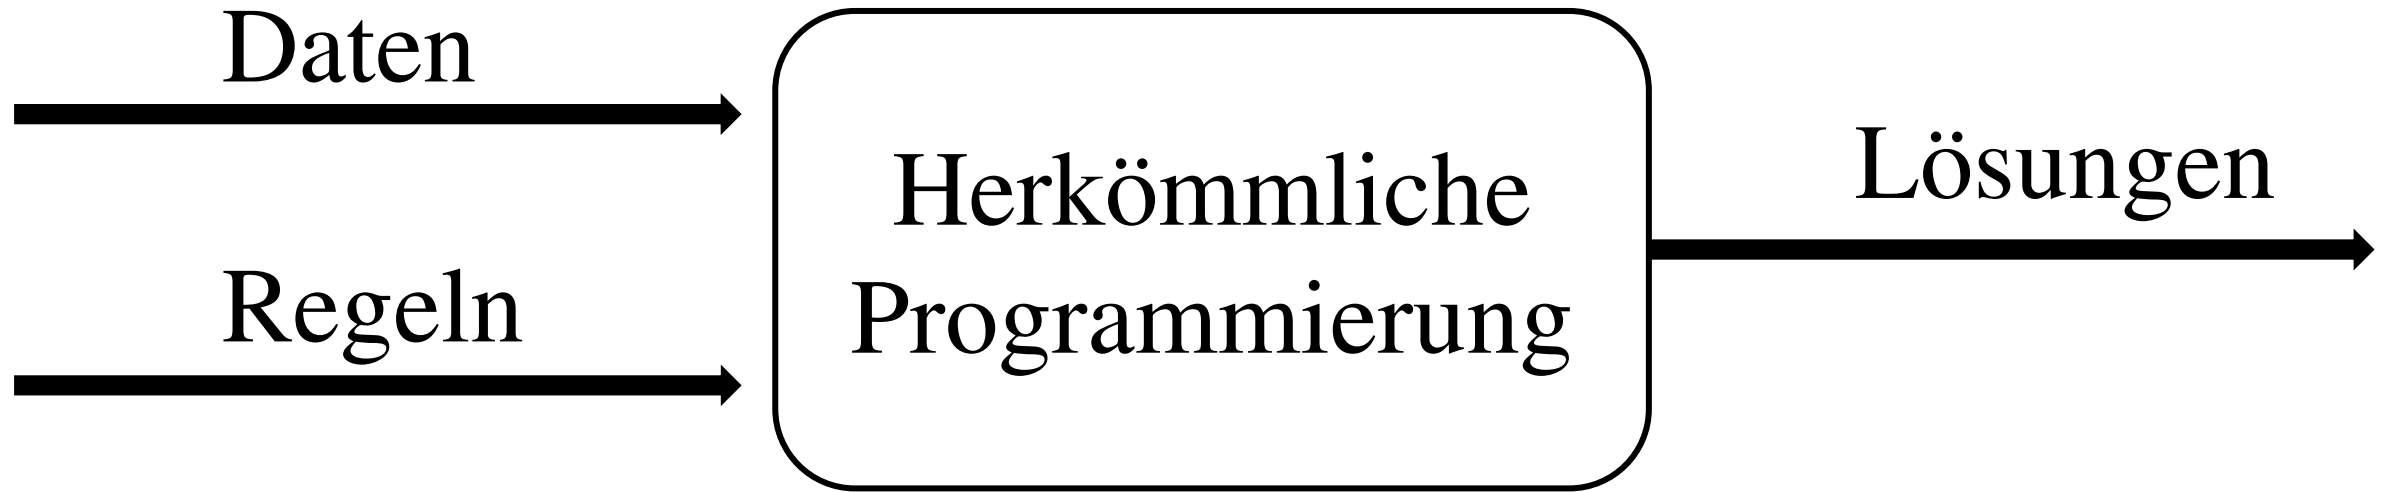 Daten
Regeln
Herkömmliche
Programmierung
Lösungen